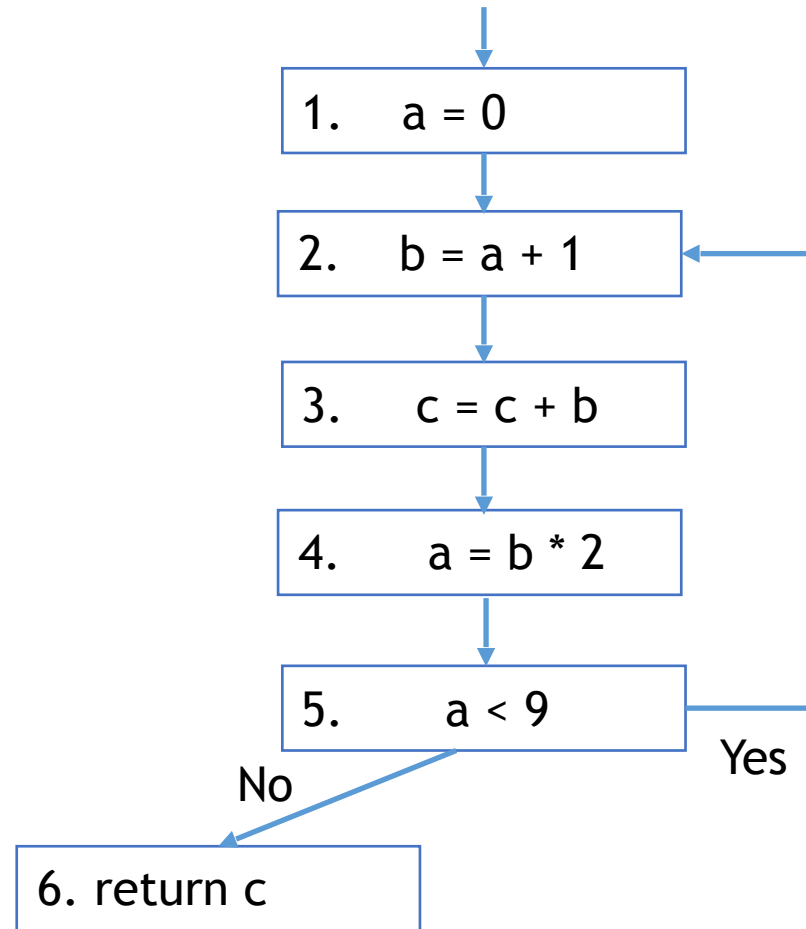 1. a = 0
2. b = a + 1
3. c = c + b
4. a = b * 2
5. a < 9
Yes
No
6. return c